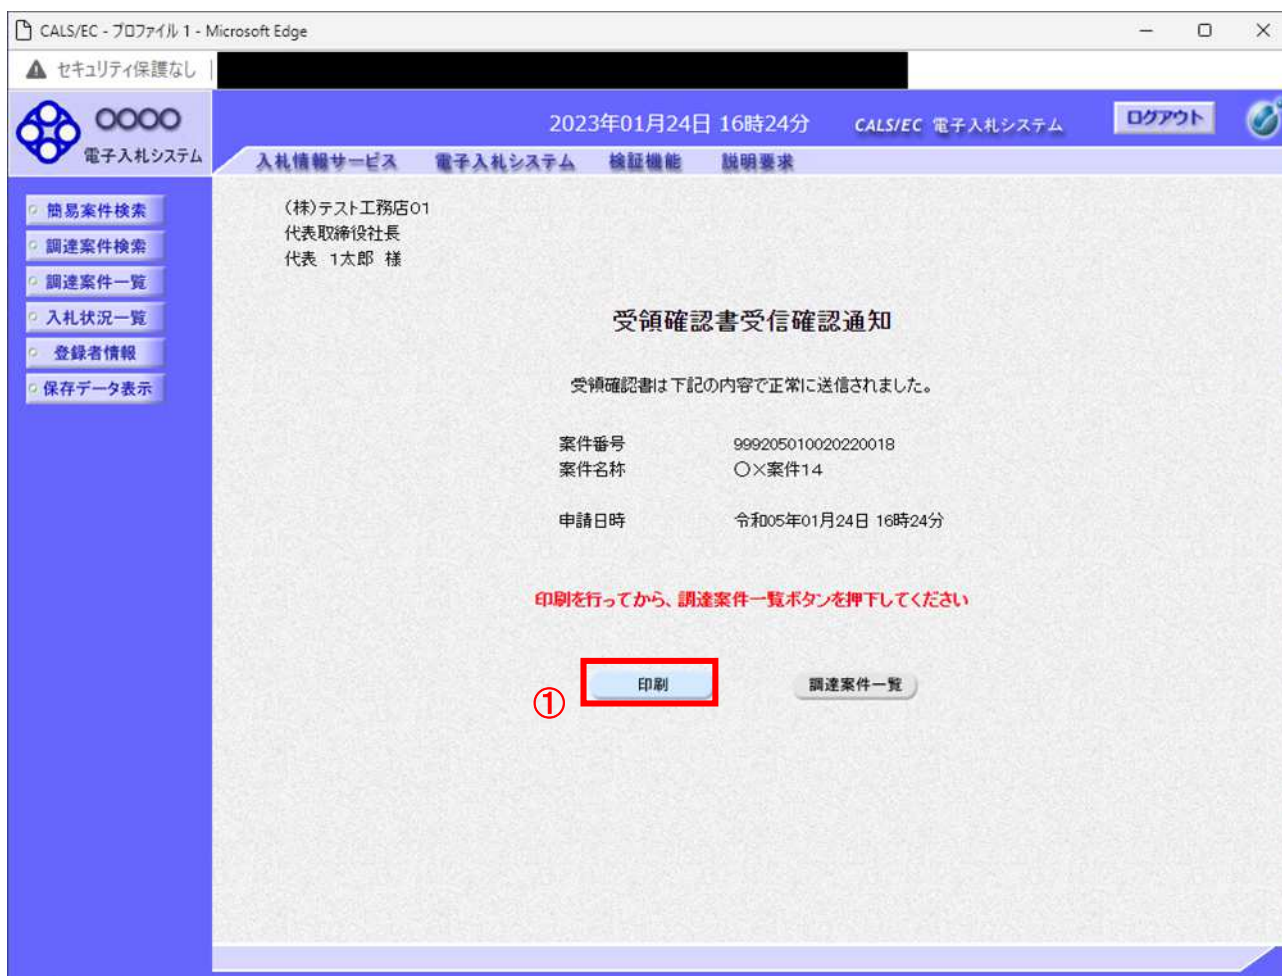 CALS/EC - プロファイル 1 - Microsoft Edge
セキュリティ保護なし
〇〇〇〇
電子入札システム
2023年01月24日 16時24分
CALS/EC 電子入札システム
ログアウト
入札情報サービス 電子入札システム 検証機能 説明要求
簡易案件検索
調達案件検索
調達案件一覧
入札状況一覧
登録者情報
保存データ表示
(株)テスト工務店01
代表取締役社長
代表 1太郎 様
受領確認書受信確認通知
受領確認書は下記の内容で正常に送信されました。
案件番号 999205010020220018
案件名称 〇×案件14
申請日時 令和05年01月24日 16時24分
印刷を行ってから、調達案件一覧ボタンを押下してください
① 印刷 調達案件一覧